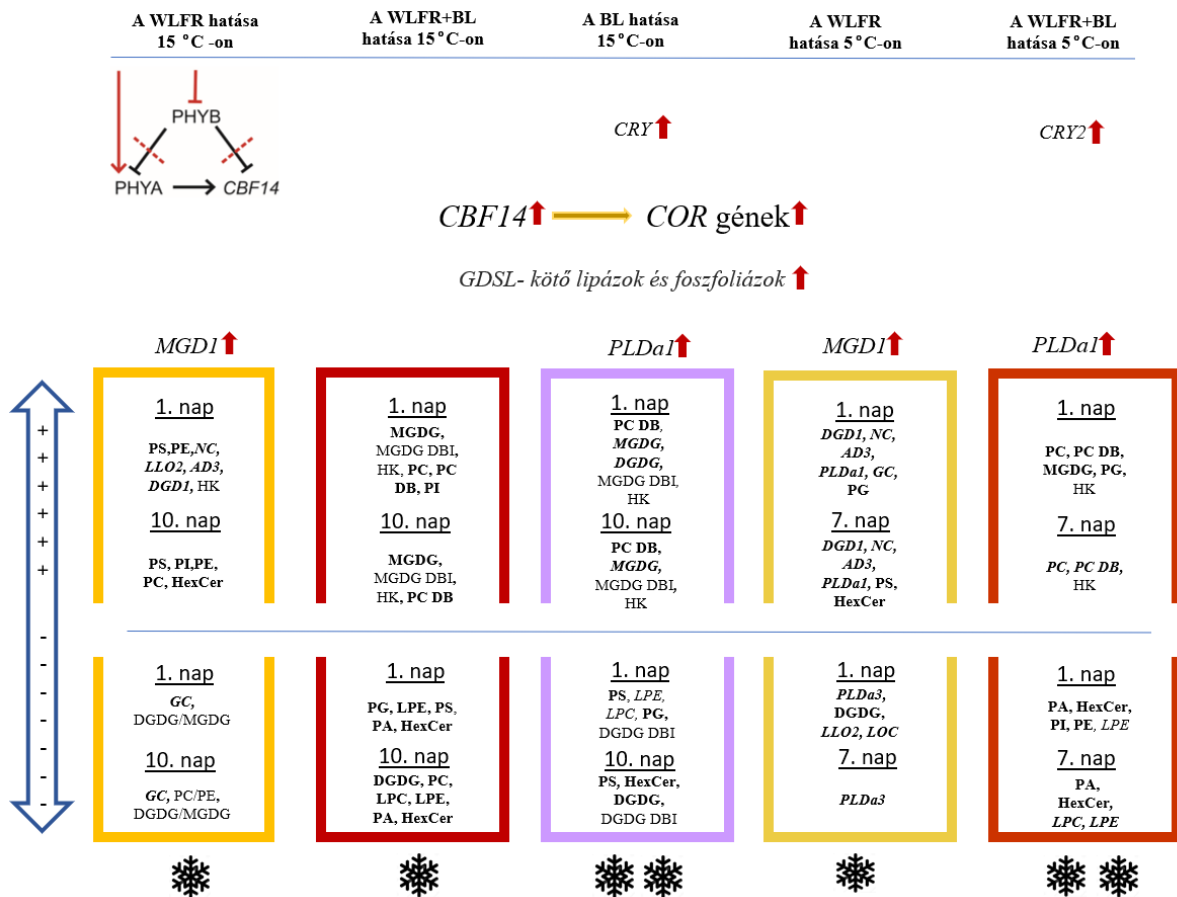 A WLFR hatása
15 °C -on
A WLFR+BL
hatása 15°C-on
A BL hatása
15°C-on
A WLFR
hatása 5°C-on
A WLFR+BL
hatása 5°C-on
PHYB
PHYA
CBF14
CRY
CRY2
CBF14
COR gének
GDSL- kötő lipázok és foszfoliázok
MGD1
PLDa1
MGD1
PLDa1
+
+
+
+
+
+
+
1. nap
PS,PE,NC,
LLO2, AD3,
DGD1, HK
10. nap
PS, PI,PE,
PC, HexCer
1. nap
MGDG,
MGDG DBI,
HK, PC, PC
DB, PI
10. nap
MGDG,
MGDG DBI,
HK, PC DB
1. nap
PC DB,
MGDG,
DGDG,
MGDG DBI,
HK
10. nap
PC DB,
MGDG,
MGDG DBI,
HK
1. nap
DGD1, NC,
AD3,
PLDa1, GC,
PG
7. nap
DGD1, NC,
AD3,
PLDa1, PS,
HexCer
1. nap
PC, PC DB,
MGDG, PG,
HK
7. nap
PC, PC DB,
HK
-
-
-
-
-
-
-
1. nap
GC,
DGDG/MGDG
10. nap
GC, PC/PE,
DGDG/MGDG
1. nap
PG, LPE, PS,
PA, HexCer
10. nap
DGDG, PC,
LPC, LPE,
PA, HexCer
1. nap
PS, LPE,
LPC, PG,
DGDG DBI
10. nap
PS, HexCer,
DGDG,
DGDG DBI
1. nap
PLDa3,
DGDG,
LLO2, LOC
7. nap
PLDa3
1. nap
PA, HexCer,
PI, PE, LPE
7. nap
PA,
HexCer,
LPC, LPE